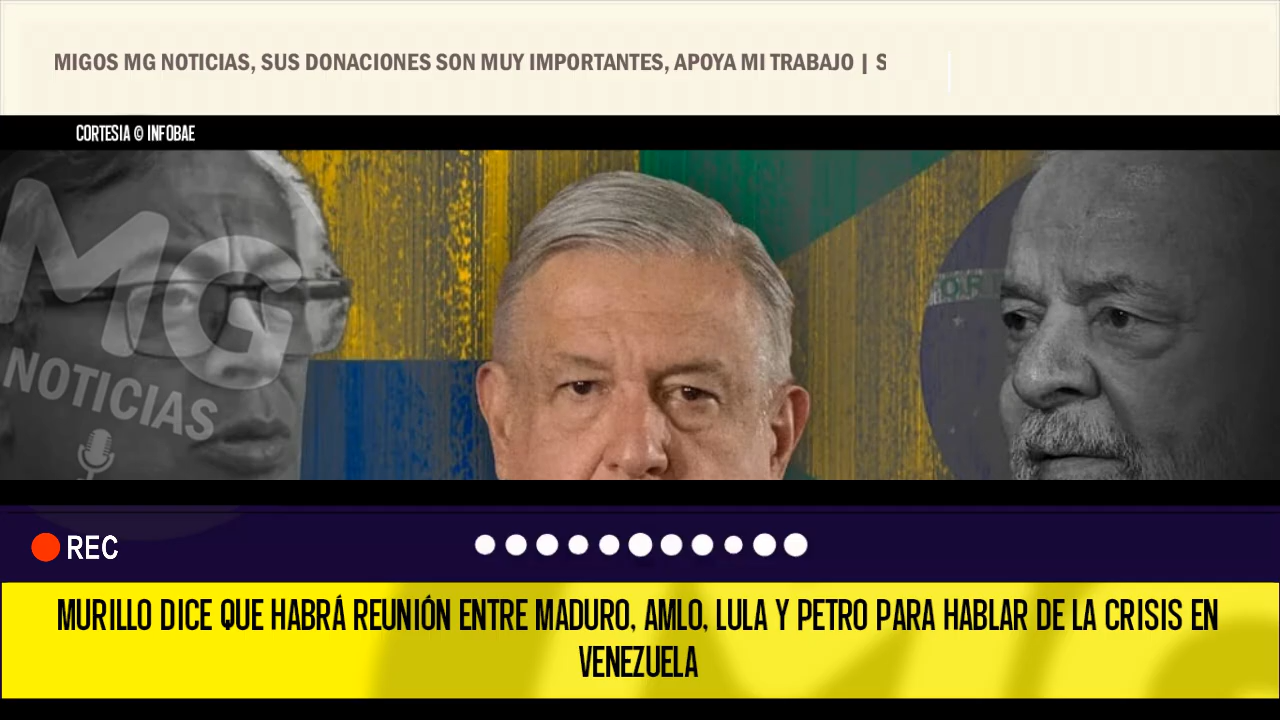 MIGOS MG NOTICIAS, SUS DONACIONES SON MUY IMPORTANTES, APOYA MI TRABAJO | S
CORTESIA © INFOBAE
MG
NOTICIAS
REC
MURILLO DICE QUE HABRÁ REUNIÓN ENTRE MADURO, AMLO, LULA Y PETRO PARA HABLAR DE LA CRISIS EN
VENEZUELA